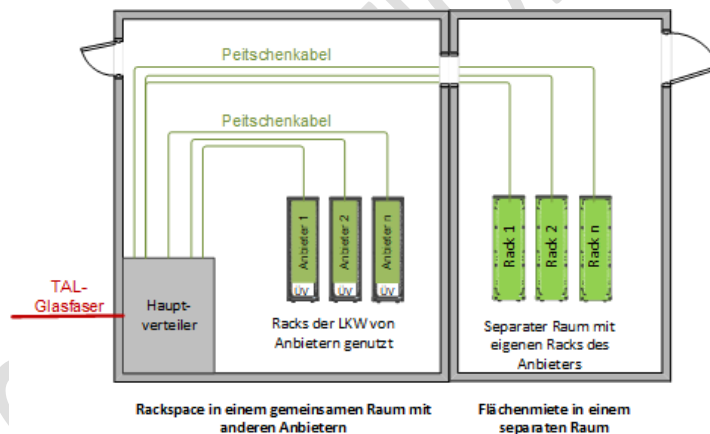 Peitschenkabel
Peitschenkabel
Anbieter 1
Anbieter 2
Anbieter n
ÜV
ÜV
ÜV
Rack 1
Rack 2
Rack n
TAL-
Glasfaser
Haupt-
verteiler
Racks der LKW von
Anbietern genutzt
Separater Raum mit
eigenen Racks des
Anbieters
Rackspace in einem gemeinsamen Raum mit
anderen Anbietern
Flächenmiete in einem
separaten Raum